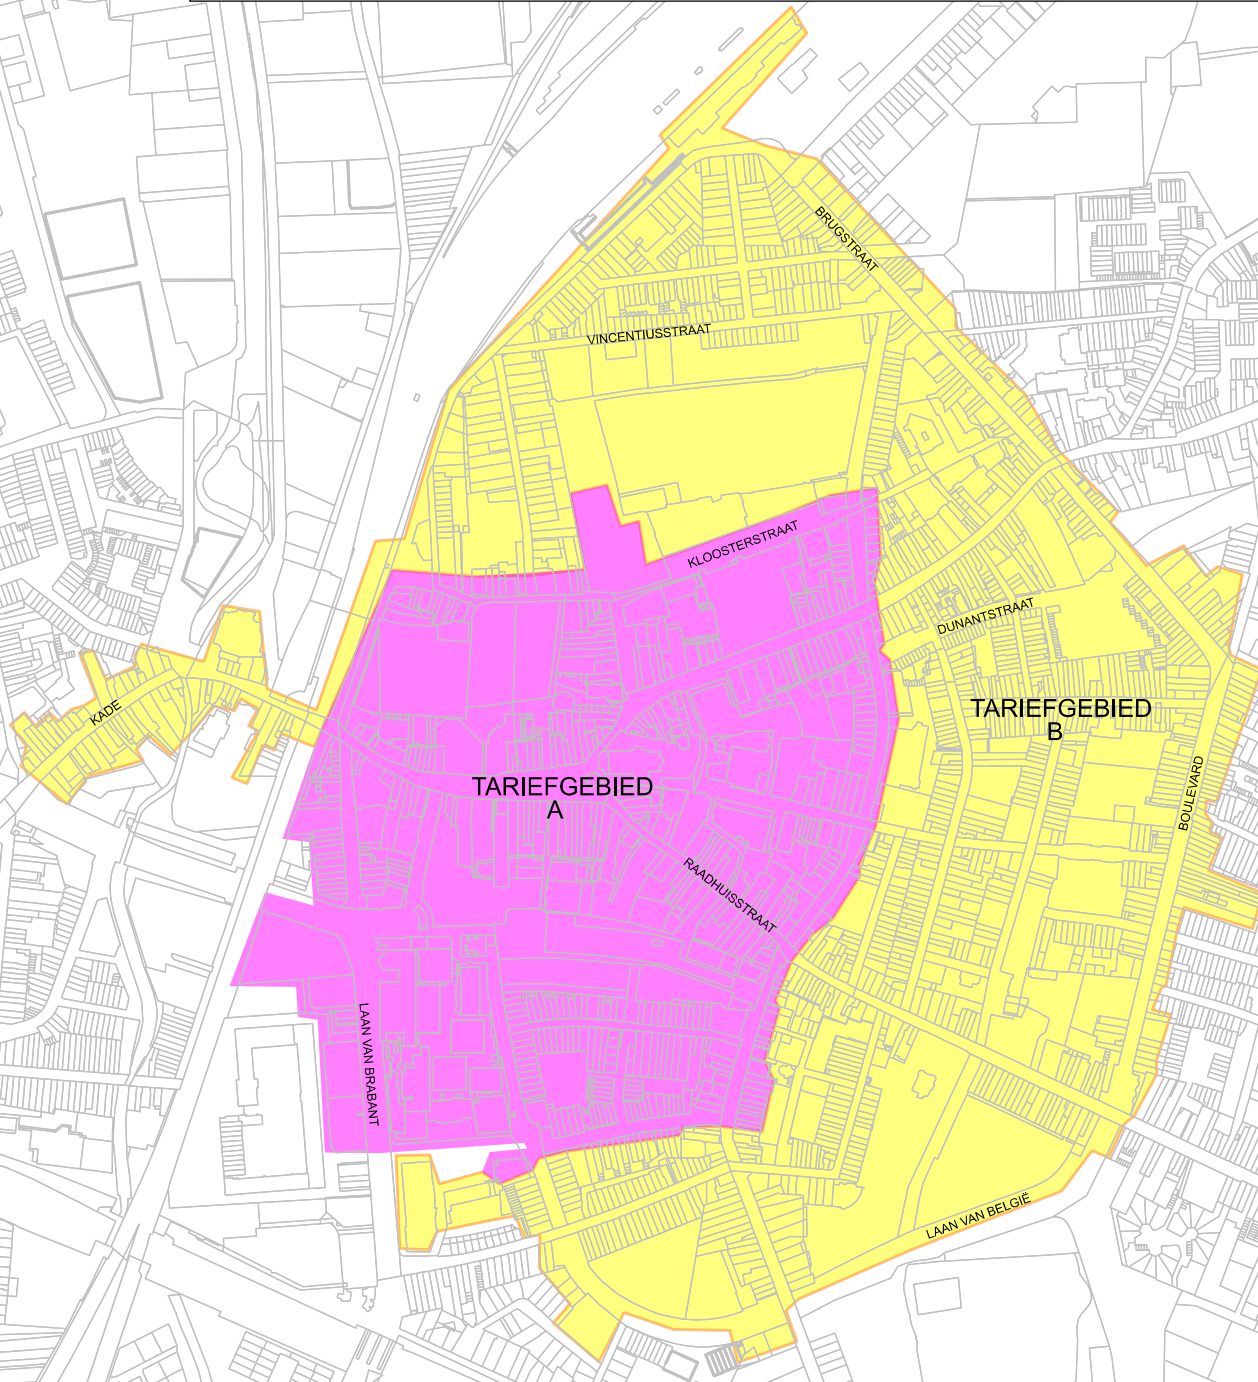 BRUGSTRAAT
VINCENTIUSSTRAAT
KLOOSTERSTRAAT
DUNANTSTRAAT
KADE
TARIEFGEBIED
B
TARIEFGEBIED
A
BOULEVARD
RAADHUISSTRAAT
LAAN VAN BRABANT
LAAN VAN BELGIË